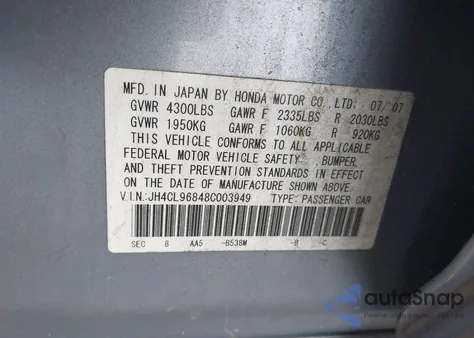 MFD. IN JAPAN BY HONDA MOTOR CO., LTD. 07/07
GVWR 4300LBS GAWR F 2335LBS R 2030LBS
GVWR 1950KG GAWR F 1060KG R 920KG
THIS VEHICLE CONFORMS TO ALL APPLICABLE
FEDERAL MOTOR VEHICLE SAFETY, BUMPER,
AND THEFT PREVENTION STANDARDS IN EFFECT
ON THE DATE OF MANUFACTURE SHOWN ABOVE.
V.I.N.:JH4CL96848C003949 TYPE: PASSENGER CAR
SEC 8 AA5 -B538M -B -C
autoSnap